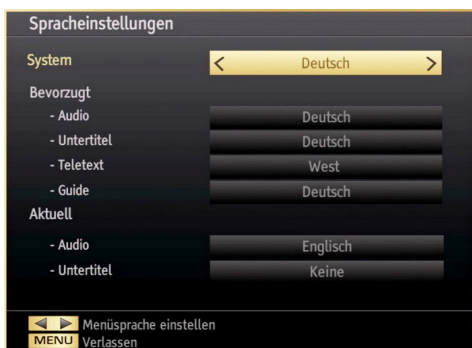 Spracheinstellungen
System < Deutsch >
Bevorzugt
- Audio Deutsch
- Untertitel Deutsch
- Teletext West
- Guide Deutsch
Aktuell
- Audio Englisch
- Untertitel Keine
Menüsprache einstellen
MENU Verlassen